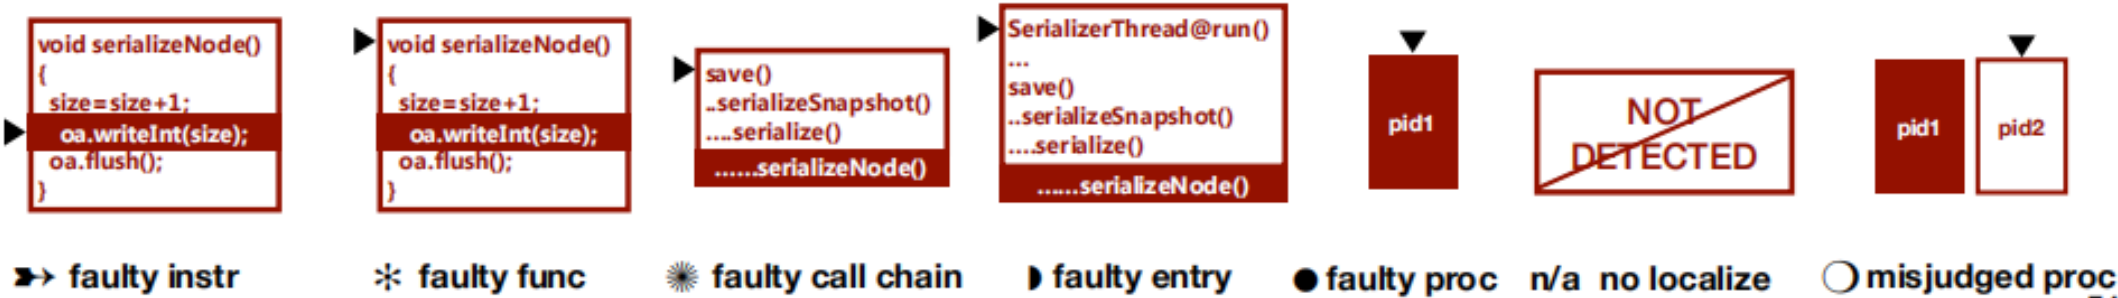 void serializeNode()
{
size=size+1;
oa.writeInt(size);
oa.flush();
}
void serializeNode()
{
size=size+1;
oa.writeInt(size);
oa.flush();
}
save()
..serializeSnapshot()
....serialize()
......serializeNode()
SerializerThread@run()
...
save()
..serializeSnapshot()
....serialize()
......serializeNode()
pid1
NOT
DETECTED
pid1
pid2
faulty instr
faulty func
faulty call chain
faulty entry
faulty proc
n/a no localize
misjudged proc